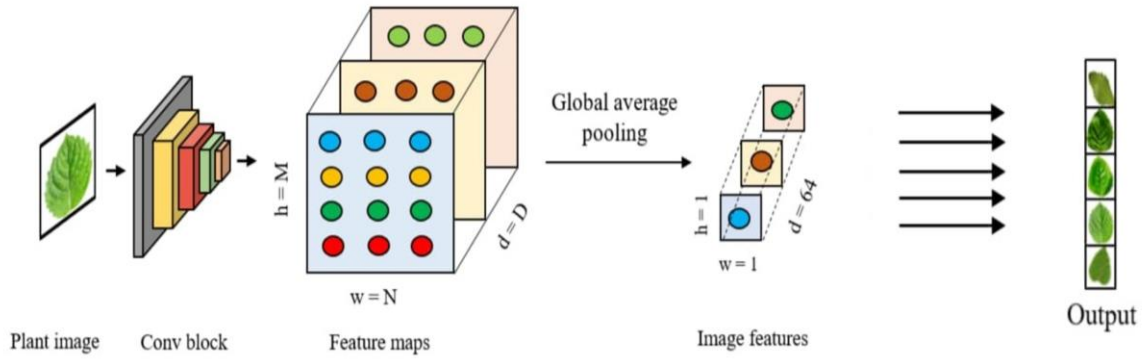 Global average
pooling
h = M
d = D
w = N
h = 1
d = 64
w = 1
Plant image
Conv block
Feature maps
Image features
Output